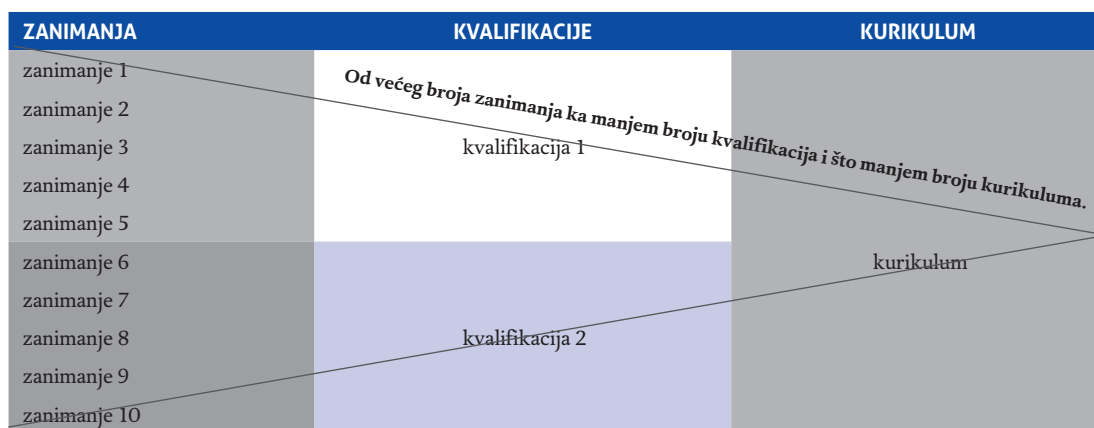 ZANIMANJA KVALIFIKACIJE KURIKULUM
zanimanje 1
Od većeg broja zanimanja ka manjem broju kvalifikacija i što manjem broju kurikuluma.
zanimanje 2
zanimanje 3 kvalifikacija 1
zanimanje 4
zanimanje 5
zanimanje 6 kurikulum
zanimanje 7
zanimanje 8 kvalifikacija 2
zanimanje 9
zanimanje 10